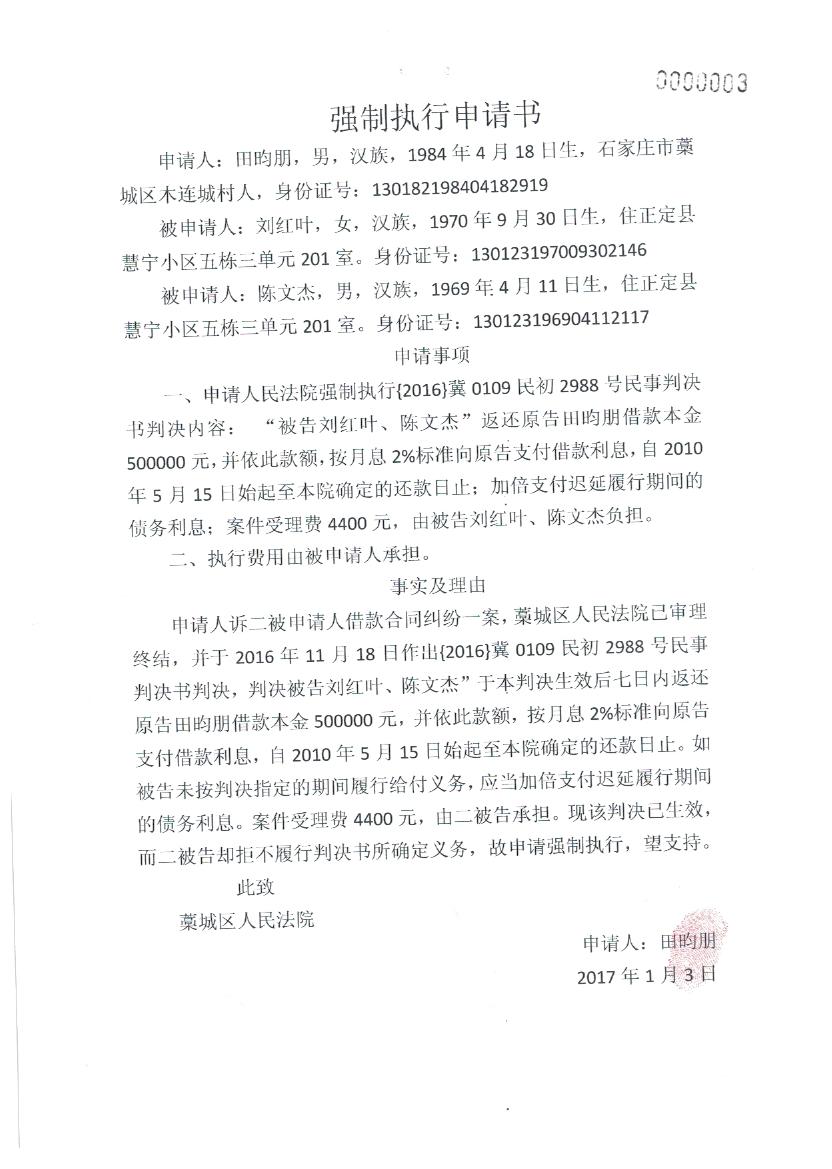 0000003
强制执行申请书
申请人：田昀朋，男，汉族，1984 年 4 月 18 日生，石家庄市藁
城区木连城村人，身份证号：130182198404182919
被申请人：刘红叶，女，汉族，1970 年 9 月 30 日生，住正定县
慧宁小区五栋三单元 201 室。身份证号：130123197009302146
被申请人：陈文杰，男，汉族，1969 年 4 月 11 日生，住正定县
慧宁小区五栋三单元 201 室。身份证号：130123196904112117
申请事项
一、申请人民法院强制执行{2016}冀 0109 民初 2988 号民事判决
书判决内容： “被告刘红叶、陈文杰”返还原告田昀朋借款本金
500000 元，并依此款额，按月息 2%标准向原告支付借款利息，自 2010
年 5 月 15 日始起至本院确定的还款日止；加倍支付迟延履行期间的
债务利息；案件受理费 4400 元，由被告刘红叶、陈文杰负担。
二、执行费用由被申请人承担。
事实及理由
申请人诉二被申请人借款合同纠纷一案，藁城区人民法院已审理
终结，并于 2016 年 11 月 18 日作出{2016}冀 0109 民初 2988 号民事
判决书判决，判决被告刘红叶、陈文杰”于本判决生效后七日内返还
原告田昀朋借款本金 500000 元，并依此款额，按月息 2%标准向原告
支付借款利息，自 2010 年 5 月 15 日始起至本院确定的还款日止。如
被告未按判决指定的期间履行给付义务，应当加倍支付迟延履行期间
的债务利息。案件受理费 4400 元，由二被告承担。现该判决已生效，
而二被告却拒不履行判决书所确定义务，故申请强制执行，望支持。
此致
藁城区人民法院
申请人：田昀朋
2017 年 1 月 3 日